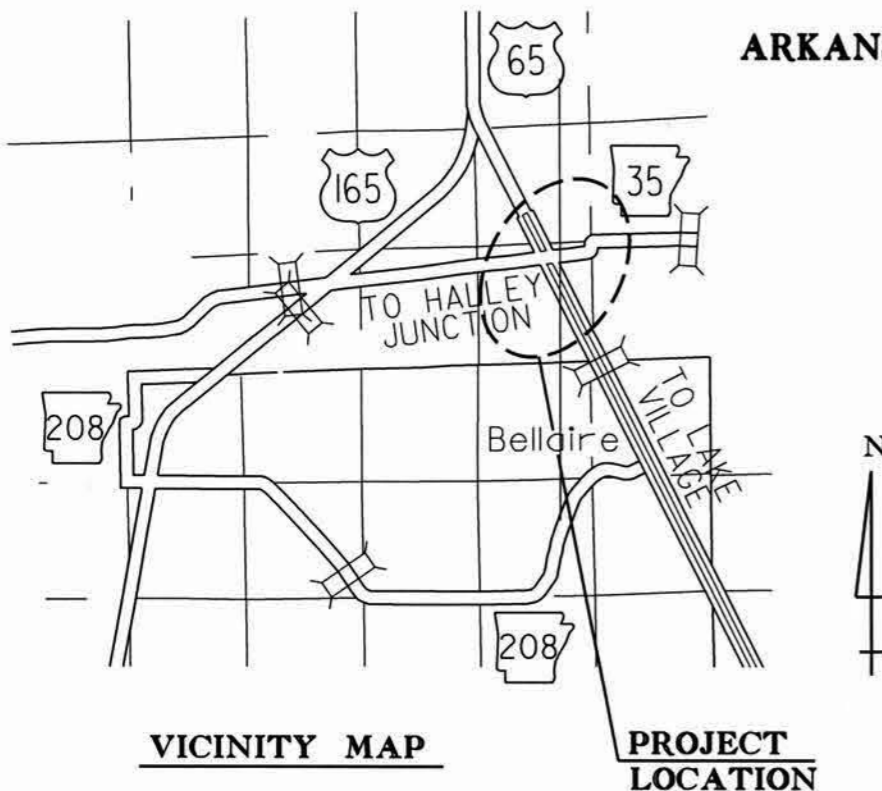 ARKAN
65
165
35
TO HALLEY
JUNCTION
208
Bellaire
TO LAKE
VILLAGE
N
208
VICINITY MAP
PROJECT
LOCATION